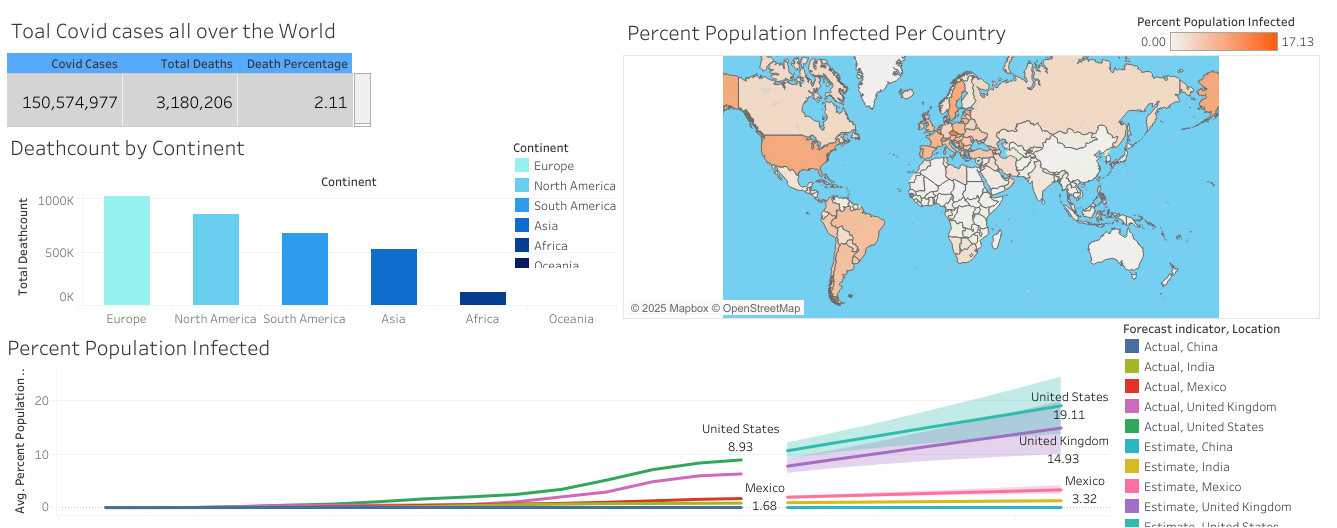 Toal Covid cases all over the World
Covid Cases Total Deaths Death Percentage
150,574,977 3,180,206 2.11
Deathcount by Continent
Continent
Total Deathcount
1000K
500K
0K
Europe North America South America Asia Africa Oceania
Continent
Europe
North America
South America
Asia
Africa
Oceania
Percent Population Infected Per Country
Percent Population Infected
0.00 17.13
© 2025 Mapbox © OpenStreetMap
Percent Population Infected
Avg. Percent Population ..
20
10
0
United States
8.93
Mexico
1.68
United States
19.11
United Kingdom
14.93
Mexico
3.32
Forecast indicator, Location
Actual, China
Actual, India
Actual, Mexico
Actual, United Kingdom
Actual, United States
Estimate, China
Estimate, India
Estimate, Mexico
Estimate, United Kingdom
Estimate, United States